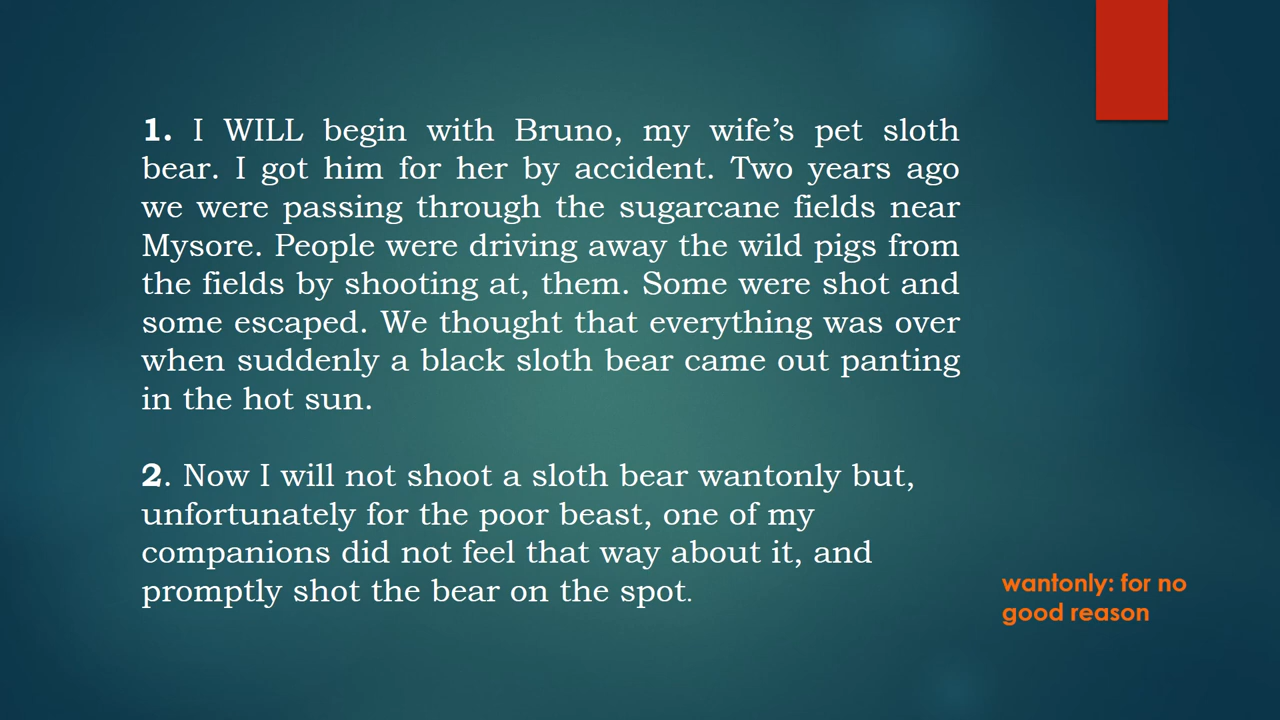 1. I WILL begin with Bruno, my wife’s pet sloth
bear. I got him for her by accident. Two years ago
we were passing through the sugarcane fields near
Mysore. People were driving away the wild pigs from
the fields by shooting at, them. Some were shot and
some escaped. We thought that everything was over
when suddenly a black sloth bear came out panting
in the hot sun.
2. Now I will not shoot a sloth bear wantonly but,
unfortunately for the poor beast, one of my
companions did not feel that way about it, and
promptly shot the bear on the spot.
wantonly: for no
good reason